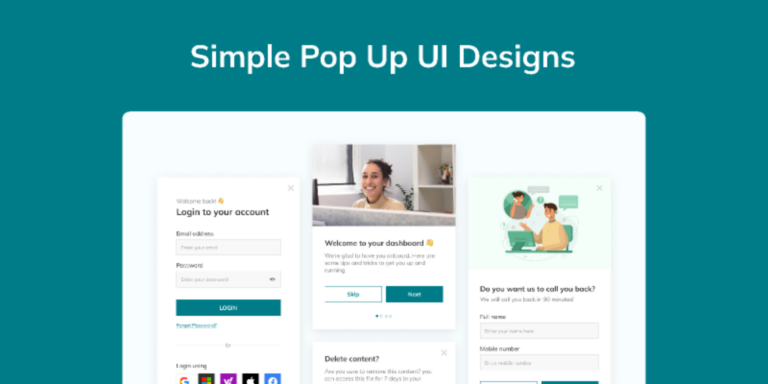 Simple Pop Up UI Designs
Welcome back! 👋
Login to your account
Email address
Enter your email
Password
Enter your password
LOGIN
Forgot Password?
Or
Login using
Welcome to your dashboard 👋
We're glad to have you onboard. Here are
some tips and tricks to get you up and
running.
Skip
Next
Delete content?
Are you sure to remove this content? you
can access this file for 7 days in your
Do you want us to call you back?
We will call you back in 30 minutes!
Full name
Enter your name here
Mobile number
Enter mobile number